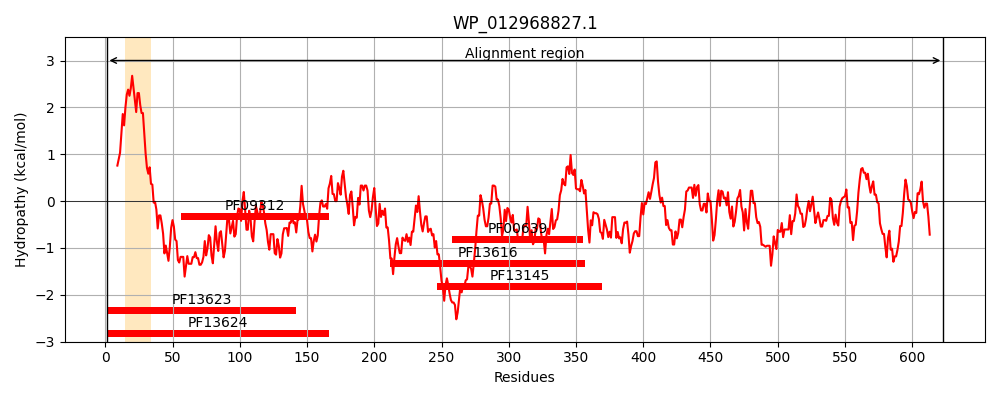 WP_012968827.1
Alignment region
3
2
1
0
−1
−2
−3
Hydropathy (kcal/mol)
PF09312
PF00639
PF13616
PF13145
PF13623
PF13624
0 50 100 150 200 250 300 350 400 450 500 550 600
Residues